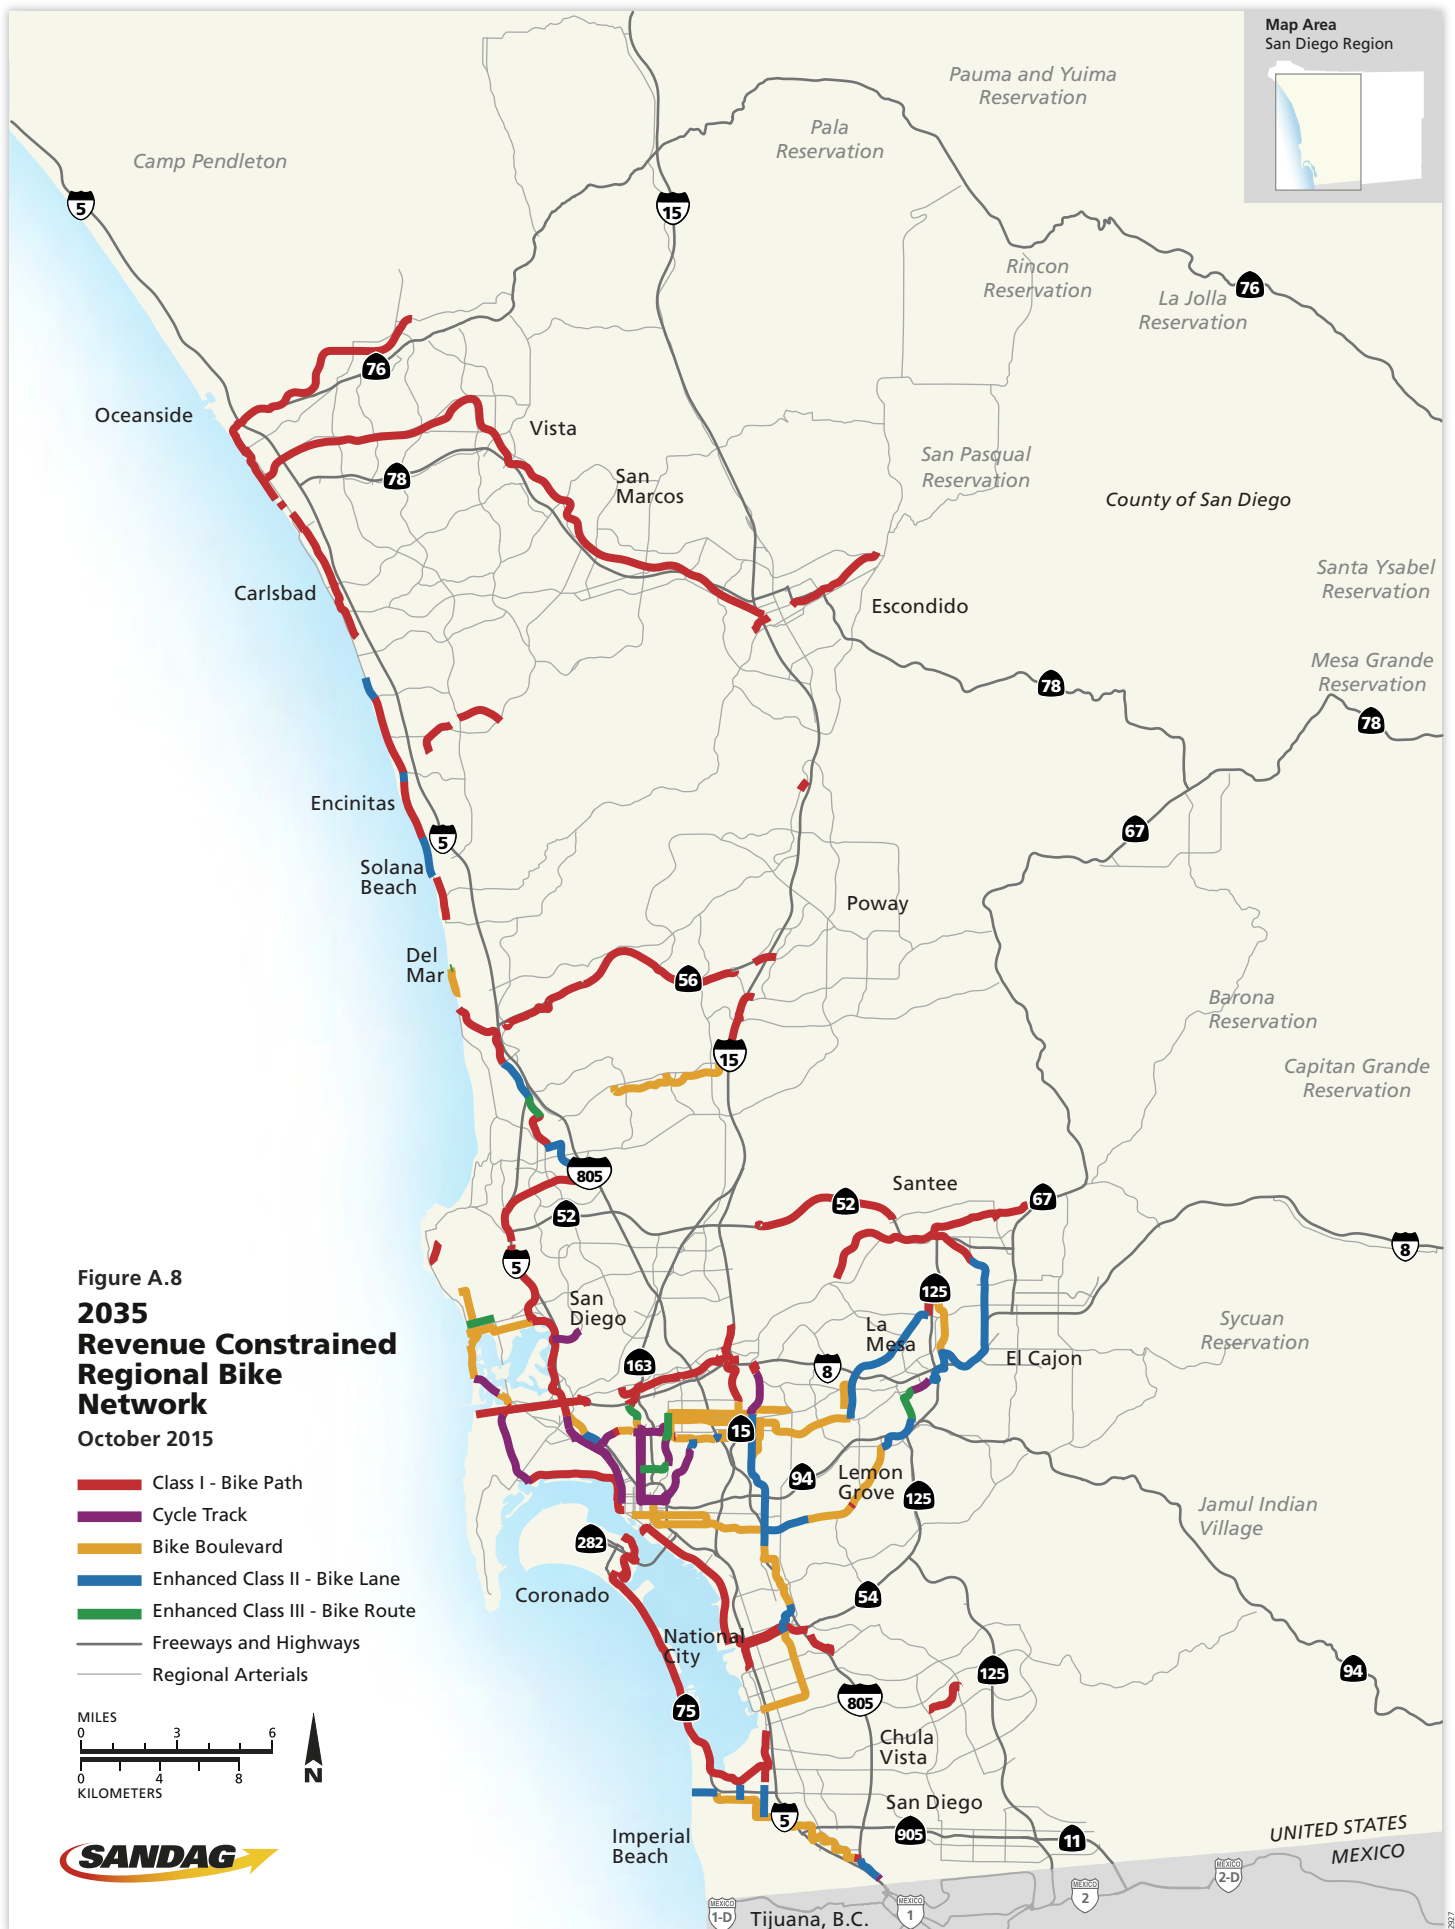 Map Area
San Diego Region
Pauma and Yuima
Reservation
Pala
Reservation
Camp Pendleton
5
15
Rincon
Reservation
La Jolla
Reservation
76
76
Oceanside
Vista
78
San
Marcos
San Pasqual
Reservation
County of San Diego
Santa Ysabel
Reservation
Carlsbad
Escondido
Mesa Grande
Reservation
78
78
Encinitas
5
67
Solana
Beach
Poway
Del
Mar
56
Barona
Reservation
15
Capitan Grande
Reservation
805
Santee
52
67
52
5
8
Figure A.8
2035
Revenue Constrained
Regional Bike
Network
October 2015
125
San
Diego
La
Mesa
Sycuan
Reservation
163
8
El Cajon
15
94
Lemon
Grove
125
Jamul Indian
Village
Class I - Bike Path
Cycle Track
Bike Boulevard
Enhanced Class II - Bike Lane
Enhanced Class III - Bike Route
Freeways and Highways
Regional Arterials
282
Coronado
54
National
City
125
94
805
75
MILES
0 3 6
0 4 8
KILOMETERS
N
Chula
Vista
San Diego
5
905
11
Imperial
Beach
UNITED STATES
MEXICO
SANDAG
MEXICO
2-D
MEXICO
2
MEXICO
1-D
MEXICO
1
Tijuana, B.C.
927